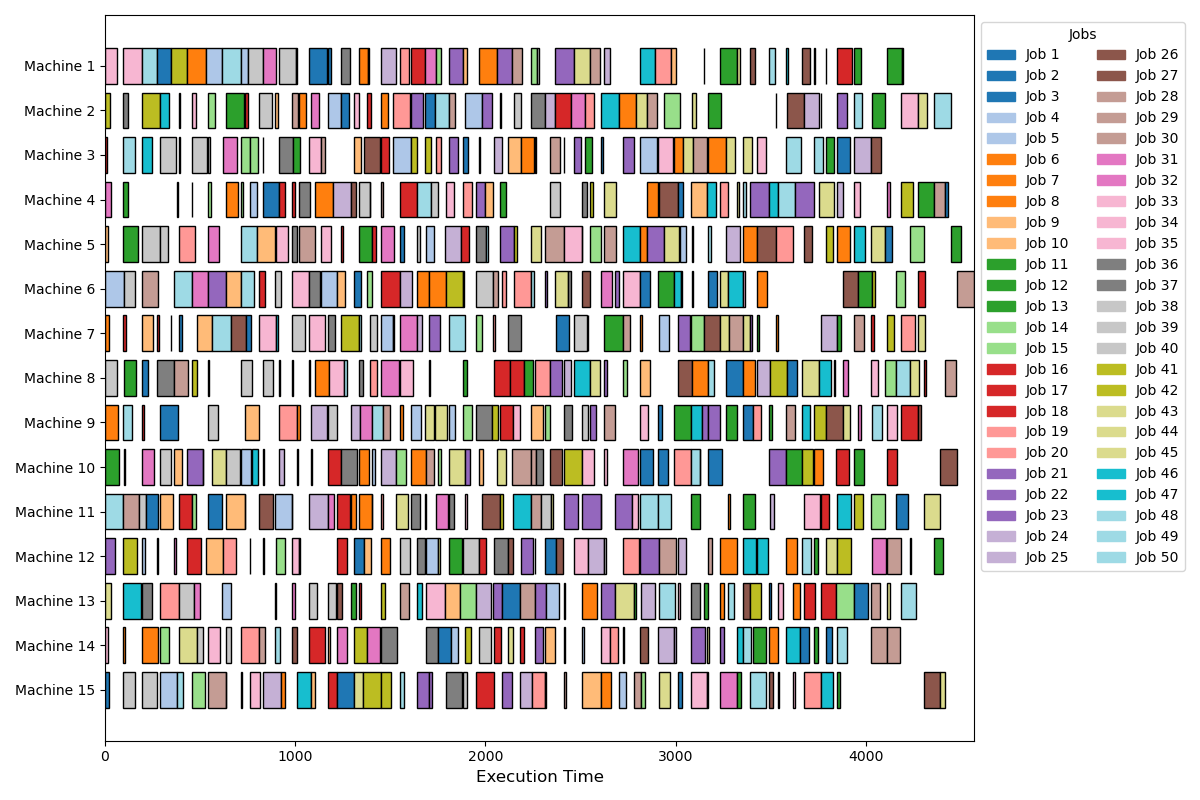 Machine 1
Machine 2
Machine 3
Machine 4
Machine 5
Machine 6
Machine 7
Machine 8
Machine 9
Machine 10
Machine 11
Machine 12
Machine 13
Machine 14
Machine 15
0 1000 2000 3000 4000
Execution Time
Jobs
Job 1
Job 2
Job 3
Job 4
Job 5
Job 6
Job 7
Job 8
Job 9
Job 10
Job 11
Job 12
Job 13
Job 14
Job 15
Job 16
Job 17
Job 18
Job 19
Job 20
Job 21
Job 22
Job 23
Job 24
Job 25
Job 26
Job 27
Job 28
Job 29
Job 30
Job 31
Job 32
Job 33
Job 34
Job 35
Job 36
Job 37
Job 38
Job 39
Job 40
Job 41
Job 42
Job 43
Job 44
Job 45
Job 46
Job 47
Job 48
Job 49
Job 50